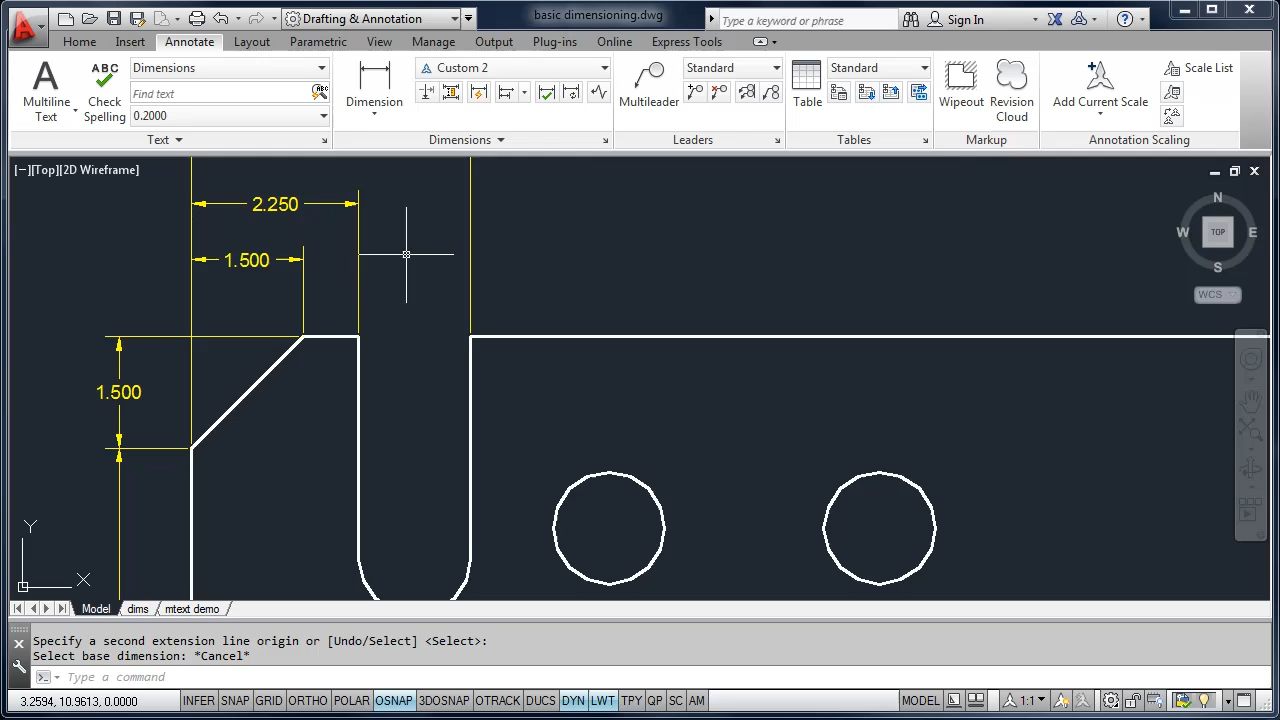 Drafting & Annotation
basic dimensioning.dwg
Type a keyword or phrase
Sign In
Home
Insert
Annotate
Layout
Parametric
View
Manage
Output
Plug-ins
Online
Express Tools
A
Multiline
Text
ABC
Check
Spelling
Dimensions
Find text
0.2000
Text
Dimension
Custom 2
Dimensions
Multileader
Standard
Leaders
Table
Standard
Tables
Wipeout
Revision
Cloud
Markup
Add Current Scale
Scale List
Annotation Scaling
[−][Top][2D Wireframe]
2.250
1.500
1.500
N
W
TOP
E
S
WCS
Y
X
Model
dims
mtext demo
Specify a second extension line origin or [Undo/Select] <Select>:
Select base dimension: *Cancel*
Type a command
3.2594, 10.9613, 0.0000
INFER
SNAP
GRID
ORTHO
POLAR
OSNAP
3DOSNAP
OTRACK
DUCS
DYN
LWT
TPY
QP
SC
AM
MODEL
1:1